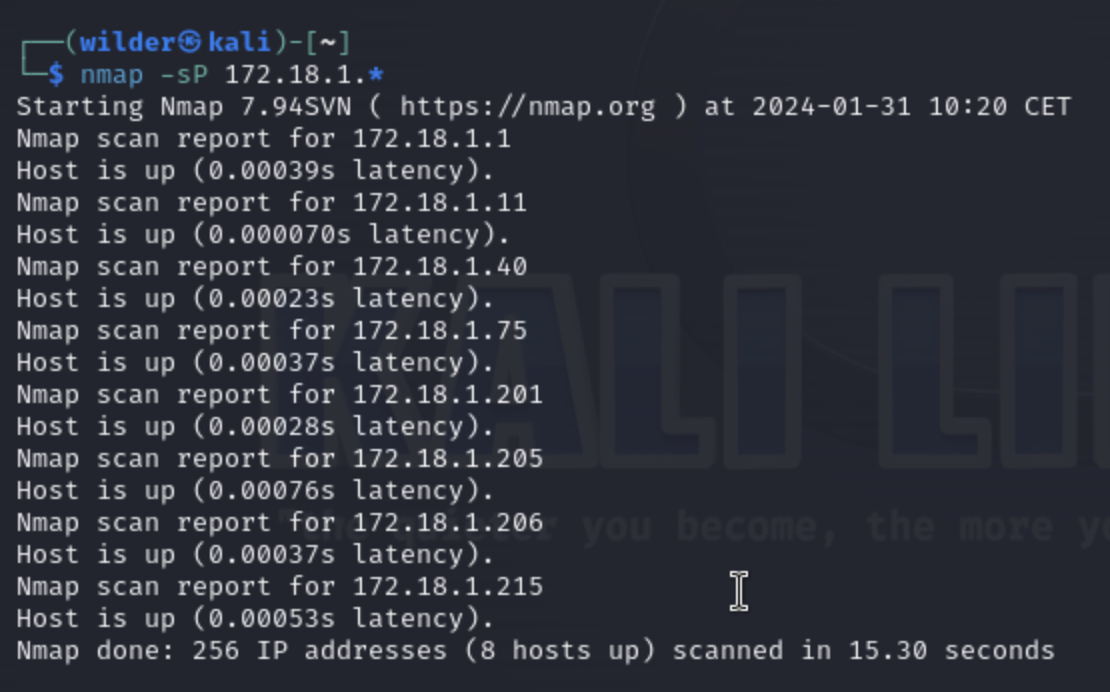 ┌──(wilder㉿kali)-[~]
└─$ nmap -sP 172.18.1.*
Starting Nmap 7.94SVN ( https://nmap.org ) at 2024-01-31 10:20 CET
Nmap scan report for 172.18.1.1
Host is up (0.00039s latency).
Nmap scan report for 172.18.1.11
Host is up (0.000070s latency).
Nmap scan report for 172.18.1.40
Host is up (0.00023s latency).
Nmap scan report for 172.18.1.75
Host is up (0.00037s latency).
Nmap scan report for 172.18.1.201
Host is up (0.00028s latency).
Nmap scan report for 172.18.1.205
Host is up (0.00076s latency).
Nmap scan report for 172.18.1.206
Host is up (0.00037s latency).
Nmap scan report for 172.18.1.215
Host is up (0.00053s latency).
Nmap done: 256 IP addresses (8 hosts up) scanned in 15.30 seconds
KALI LI
"the quieter you become, the more y